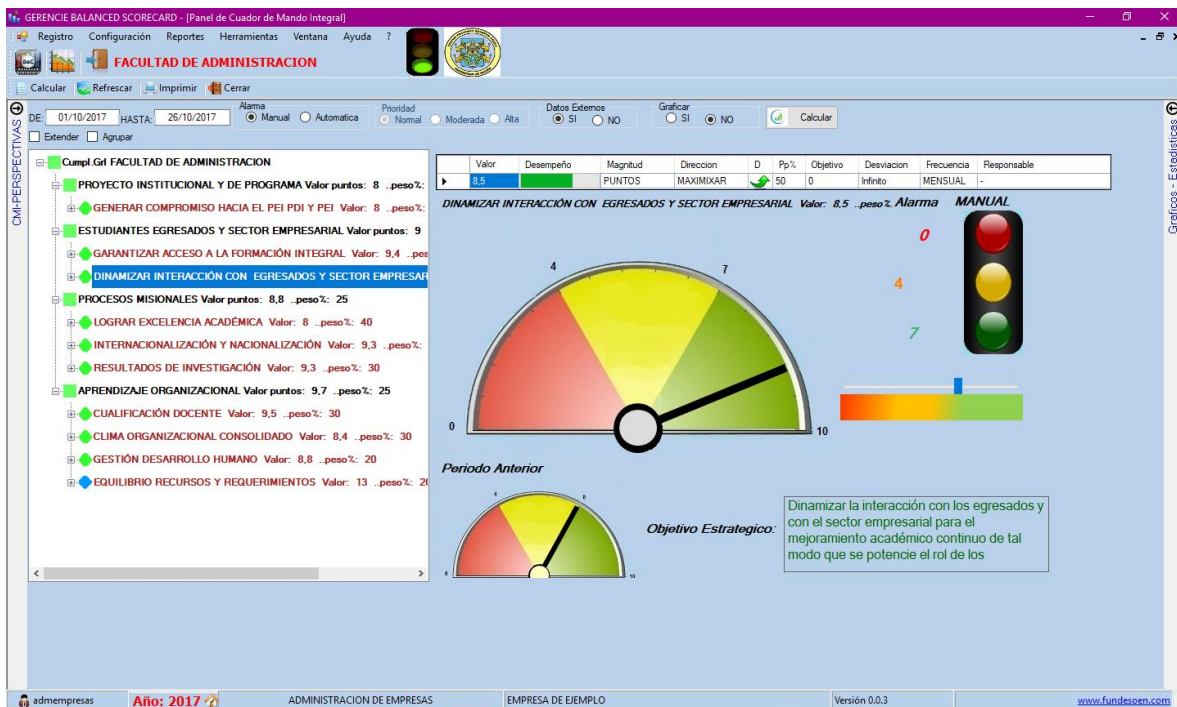 GERENCIE BALANCED SCORECARD - [Panel de Cuador de Mando Integral]
Registro Configuración Reportes Herramientas Ventana Ayuda ?
FACULTAD DE ADMINISTRACION
Calcular Refrescar Imprimir Cerrar
CMI-PERSPECTIVAS
DE: 01/10/2017 HASTA: 26/10/2017
Alarma
Manual Automatica
Prioridad
Normal Moderada Alta
Datos Externos
SI NO
Graficar
SI NO
Calcular
Graficos - Estadisticas
Extender Agrupar
Cumpl.Grl FACULTAD DE ADMINISTRACION
PROYECTO INSTITUCIONAL Y DE PROGRAMA Valor puntos: 8 ..peso%:
GENERAR COMPROMISO HACIA EL PEI PDI Y PEI Valor: 8 ..peso%:
ESTUDIANTES EGRESADOS Y SECTOR EMPRESARIAL Valor puntos: 9
GARANTIZAR ACCESO A LA FORMACIÓN INTEGRAL Valor: 9,4 ..pes
DINAMIZAR INTERACCIÓN CON EGRESADOS Y SECTOR EMPRESAR
PROCESOS MISIONALES Valor puntos: 8,8 ..peso%: 25
LOGRAR EXCELENCIA ACADÉMICA Valor: 8 ..peso%: 40
INTERNACIONALIZACIÓN Y NACIONALIZACIÓN Valor: 9,3 ..peso%:
RESULTADOS DE INVESTIGACIÓN Valor: 9,3 ..peso%: 30
APRENDIZAJE ORGANIZACIONAL Valor puntos: 9,7 ..peso%: 25
CUALIFICACIÓN DOCENTE Valor: 9,5 ..peso%: 30
CLIMA ORGANIZACIONAL CONSOLIDADO Valor: 8,4 ..peso%: 30
GESTIÓN DESARROLLO HUMANO Valor: 8,8 ..peso%: 20
EQUILIBRIO RECURSOS Y REQUERIMIENTOS Valor: 13 ..peso%: 20
Valor Desempeño Magnitud Direccion D Pp% Objetivo Desviacion Frecuencia Responsable
8,5 PUNTOS MAXIMIXAR 50 0 Infinito MENSUAL -
DINAMIZAR INTERACCIÓN CON EGRESADOS Y SECTOR EMPRESARIAL Valor: 8,5 ..peso%. Alarma MANUAL
0
4
7
0
4
7
10
Periodo Anterior
Objetivo Estrategico:
Dinamizar la interacción con los egresados y
con el sector empresarial para el
mejoramiento académico continuo de tal
modo que se potencie el rol de los
admempresas Año: 2017 ADMINISTRACION DE EMPRESAS EMPRESA DE EJEMPLO Versión 0.0.3 www.fundesoen.com